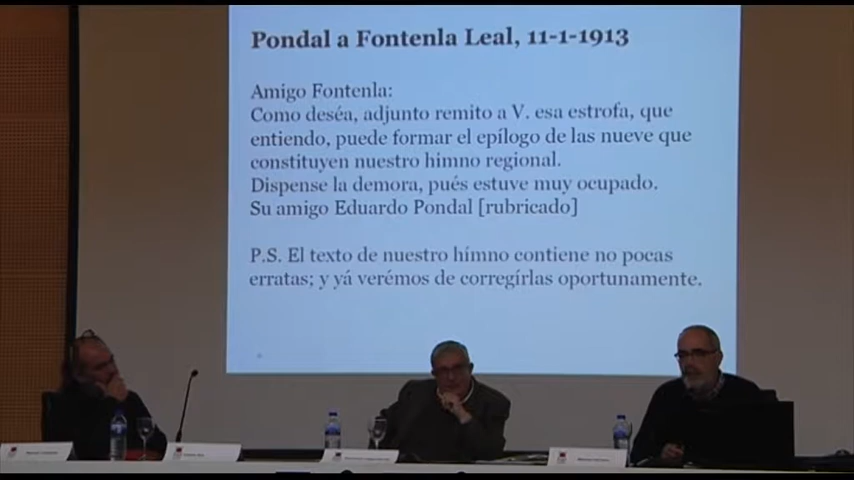 Pondal a Fontenla Leal, 11-1-1913
Amigo Fontenla:
Como deséa, adjunto remito a V. esa estrofa, que
entiendo, puede formar el epílogo de las nueve que
constituyen nuestro himno regional.
Dispense la demora, pués estuve muy ocupado.
Su amigo Eduardo Pondal [rubricado]
P.S. El texto de nuestro hímno contiene no pocas
erratas; y yá verémos de corregírlas oportunamente.